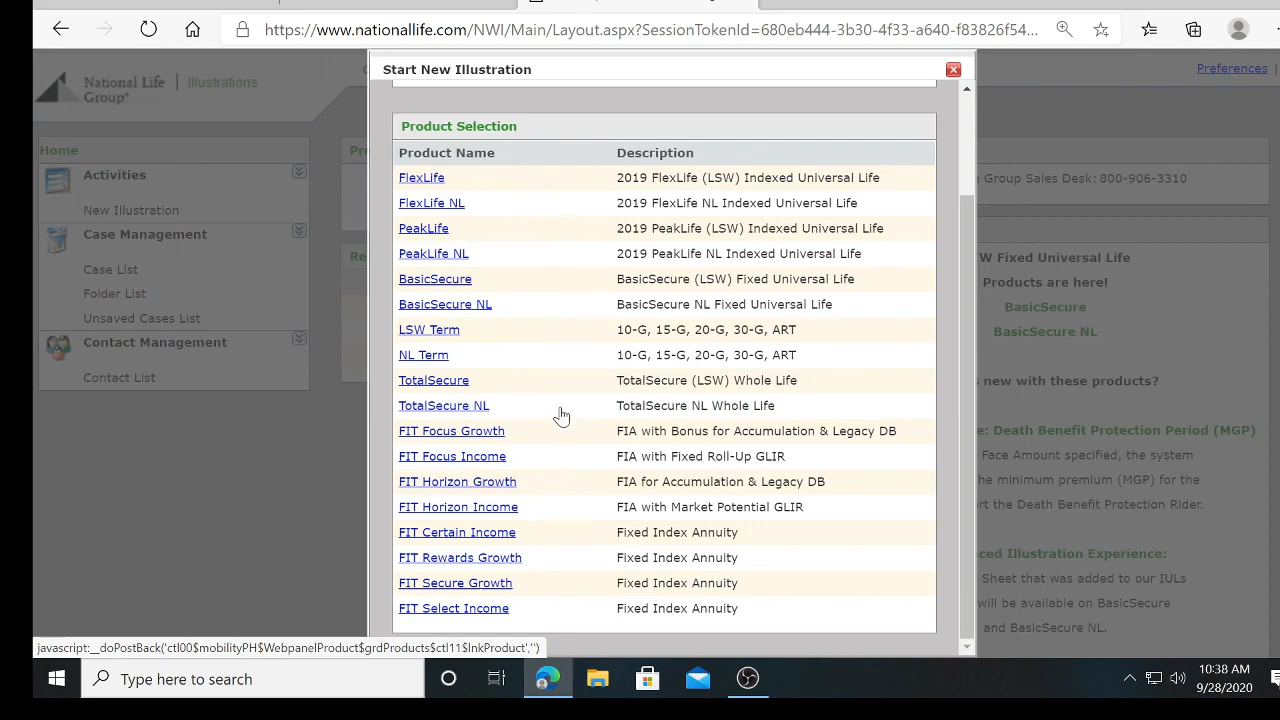 https://www.nationallife.com/NWI/Main/Layout.aspx?SessionTokenId=680eb444-3b30-4f33-a640-f83826f54...
National Life Group®
Illustrations
Preferences
Start New Illustration
Home
Activities
New Illustration
Case Management
Case List
Folder List
Unsaved Cases List
Contact Management
Contact List
Product Selection
Product Name Description
FlexLife 2019 FlexLife (LSW) Indexed Universal Life
FlexLife NL 2019 FlexLife NL Indexed Universal Life
PeakLife 2019 PeakLife (LSW) Indexed Universal Life
PeakLife NL 2019 PeakLife NL Indexed Universal Life
BasicSecure BasicSecure (LSW) Fixed Universal Life
BasicSecure NL BasicSecure NL Fixed Universal Life
LSW Term 10-G, 15-G, 20-G, 30-G, ART
NL Term 10-G, 15-G, 20-G, 30-G, ART
TotalSecure TotalSecure (LSW) Whole Life
TotalSecure NL TotalSecure NL Whole Life
FIT Focus Growth FIA with Bonus for Accumulation & Legacy DB
FIT Focus Income FIA with Fixed Roll-Up GLIR
FIT Horizon Growth FIA for Accumulation & Legacy DB
FIT Horizon Income FIA with Market Potential GLIR
FIT Certain Income Fixed Index Annuity
FIT Rewards Growth Fixed Index Annuity
FIT Secure Growth Fixed Index Annuity
FIT Select Income Fixed Index Annuity
Group Sales Desk: 800-906-3310
Fixed Universal Life
Products are here!
BasicSecure
BasicSecure NL
new with these products?
Death Benefit Protection Period (MGP)
Face Amount specified, the system
the minimum premium (MGP) for the
the Death Benefit Protection Rider.
Illustration Experience:
Sheet that was added to our IULs
will be available on BasicSecure
and BasicSecure NL.
javascript:__doPostBack('ctl00$mobilityPH$WebpanelProduct$grdProducts$ctl11$lnkProduct','')
Type here to search
10:38 AM
9/28/2020